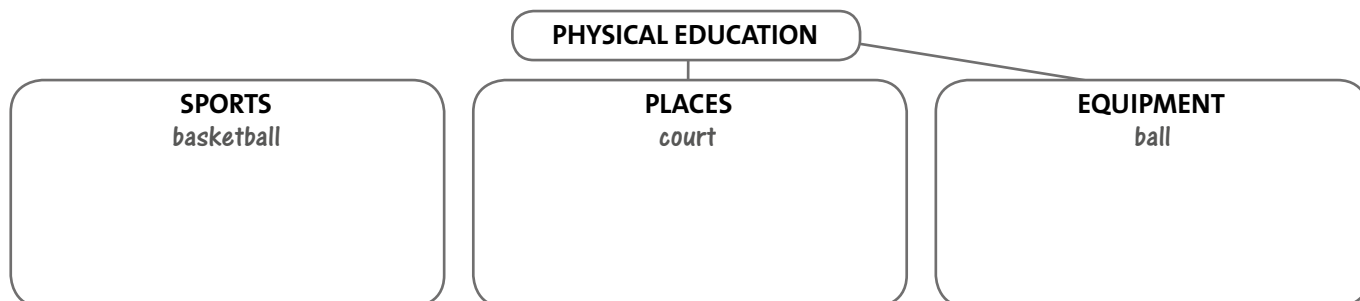 PHYSICAL EDUCATION
SPORTS
basketball
PLACES
court
EQUIPMENT
ball